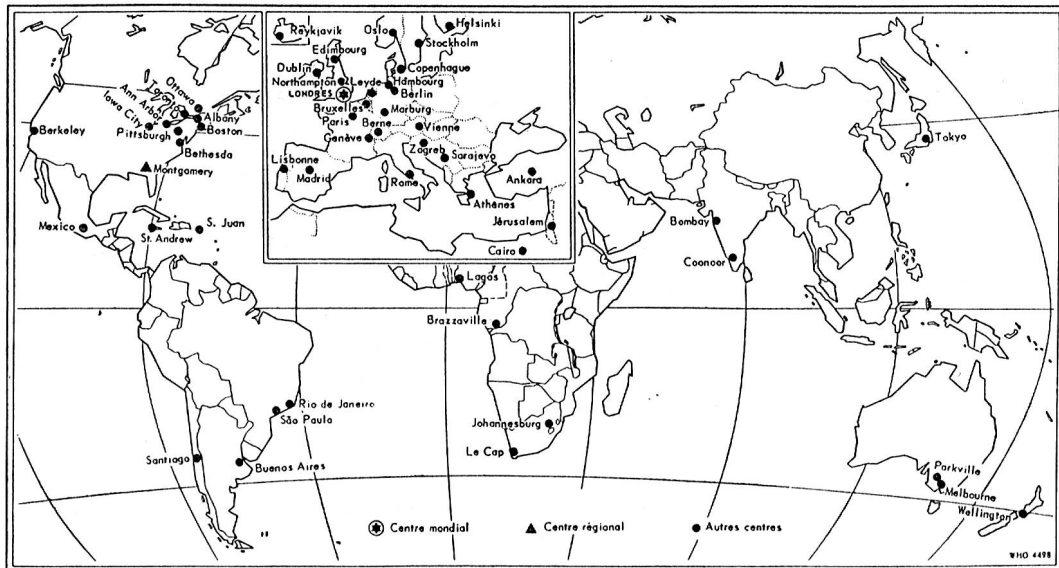 Reykjavik
Oslo
Helsinki
Stockholm
Edimbourg
Copenhague
Dublin
Northampton
Leyde
Hambourg
LONDRES
Berlin
Bruxelles
Marburg
Paris
Berne
Vienne
Genève
Zagreb
Sarajevo
Lisbonne
Madrid
Rome
Ankara
Athènes
Jérusalem
Cairo
Ottawa
Toronto
Ann Arbor
Iowa City
Albany
Boston
Berkeley
Pittsburgh
Bethesda
Montgomery
Mexico
St. Andrew
S. Juan
Tokyo
Bombay
Coonoor
Lagos
Brazzaville
Rio de Janeiro
São Paulo
Johannesburg
Santiago
Buenos Aires
Le Cap
Parkville
Melbourne
Wellington
Centre mondial
Centre régional
Autres centres
WHO 4498